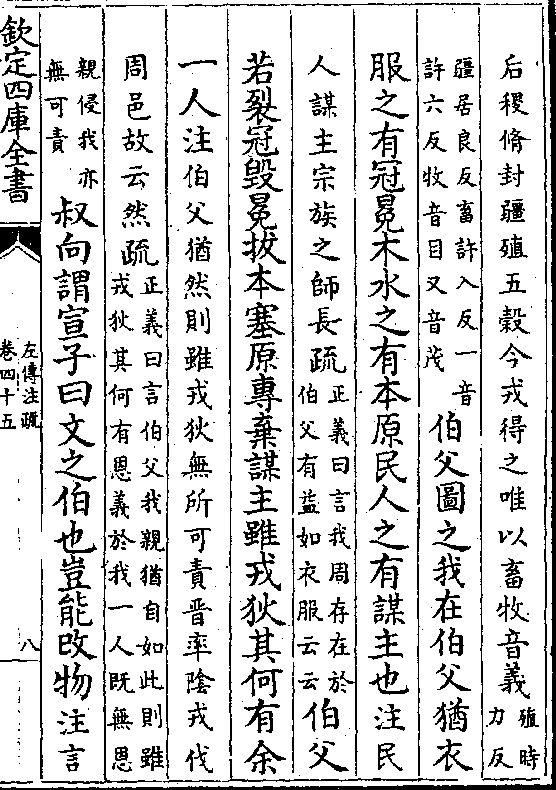 后稷脩封疆殖五穀今戎得之唯以畜牧音義殖時力反
疆居良反畜許入反一音許六反牧音目又音茂伯父圖之我在伯父猶衣
服之有冠冕木水之有本原民人之有謀主也注民
人謀主宗族之師長疏正義曰言我周存在於伯父有益如衣服云云伯父
若裂冠毀冕拔本塞原專棄謀主雖戎狄其何有余
一人注伯父猶然則雖戎狄無所可責晉率陰戎伐
周邑故云然疏正義曰言伯父我親猶自如此則雖戎狄其何有恩義於我一人既無恩
親侵我亦無可責叔向謂宣子曰文之伯也豈能改物注言
欽定四庫全書
左傳注疏
卷四十五
八